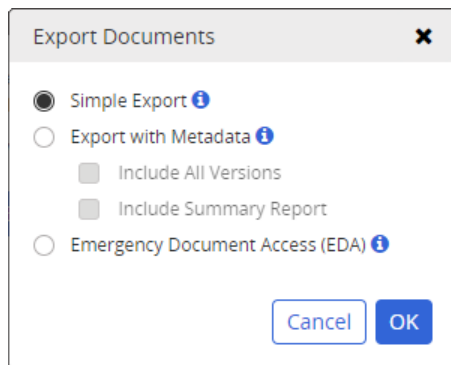 Export Documents
Simple Export
Export with Metadata
Include All Versions
Include Summary Report
Emergency Document Access (EDA)
Cancel OK